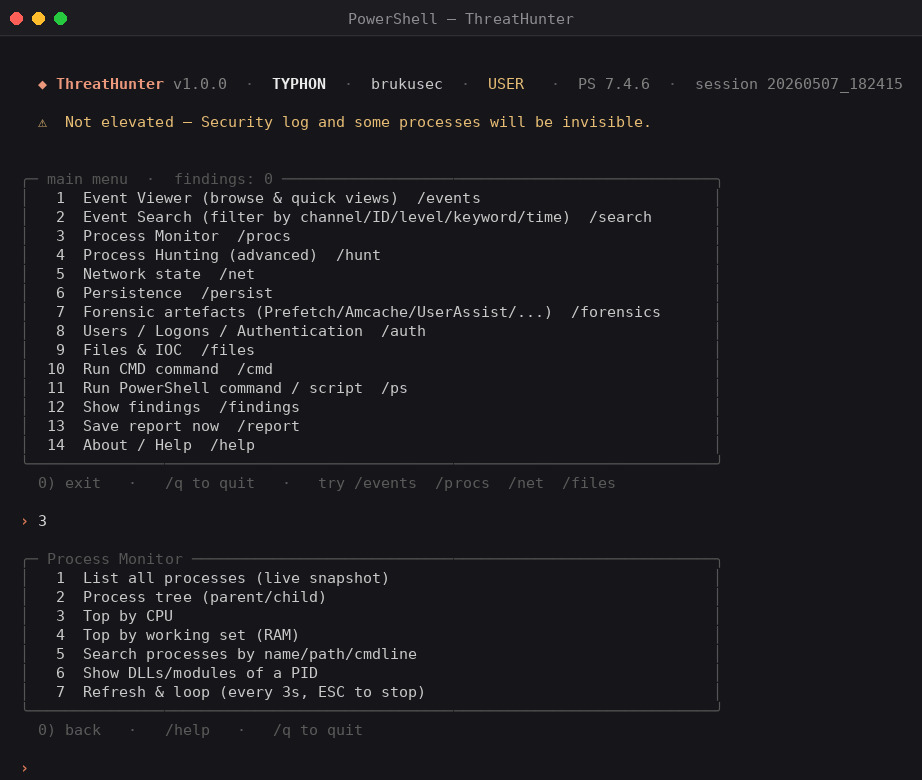 PowerShell — ThreatHunter
◆ ThreatHunter v1.0.0 · TYPHON · brukusec · USER · PS 7.4.6 · session 20260507_182415
⚠ Not elevated — Security log and some processes will be invisible.
main menu · findings: 0
1 Event Viewer (browse & quick views) /events
2 Event Search (filter by channel/ID/level/keyword/time) /search
3 Process Monitor /procs
4 Process Hunting (advanced) /hunt
5 Network state /net
6 Persistence /persist
7 Forensic artefacts (Prefetch/Amcache/UserAssist/...) /forensics
8 Users / Logons / Authentication /auth
9 Files & IOC /files
10 Run CMD command /cmd
11 Run PowerShell command / script /ps
12 Show findings /findings
13 Save report now /report
14 About / Help /help
0) exit · /q to quit · try /events /procs /net /files
› 3
Process Monitor
1 List all processes (live snapshot)
2 Process tree (parent/child)
3 Top by CPU
4 Top by working set (RAM)
5 Search processes by name/path/cmdline
6 Show DLLs/modules of a PID
7 Refresh & loop (every 3s, ESC to stop)
0) back · /help · /q to quit
›